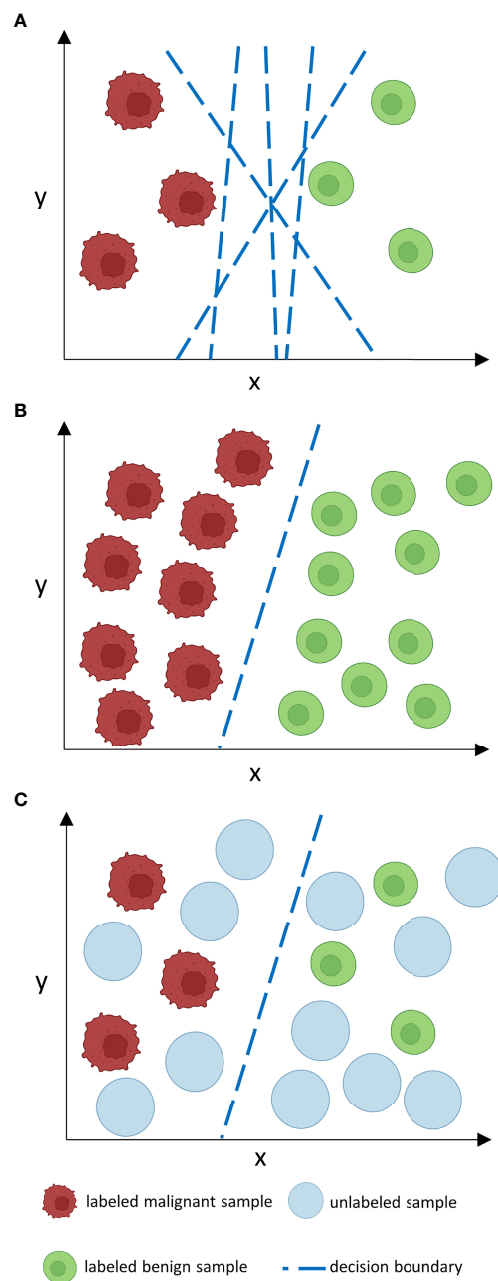 A
y
x
B
y
x
C
y
x
labeled malignant sample
unlabeled sample
labeled benign sample
decision boundary